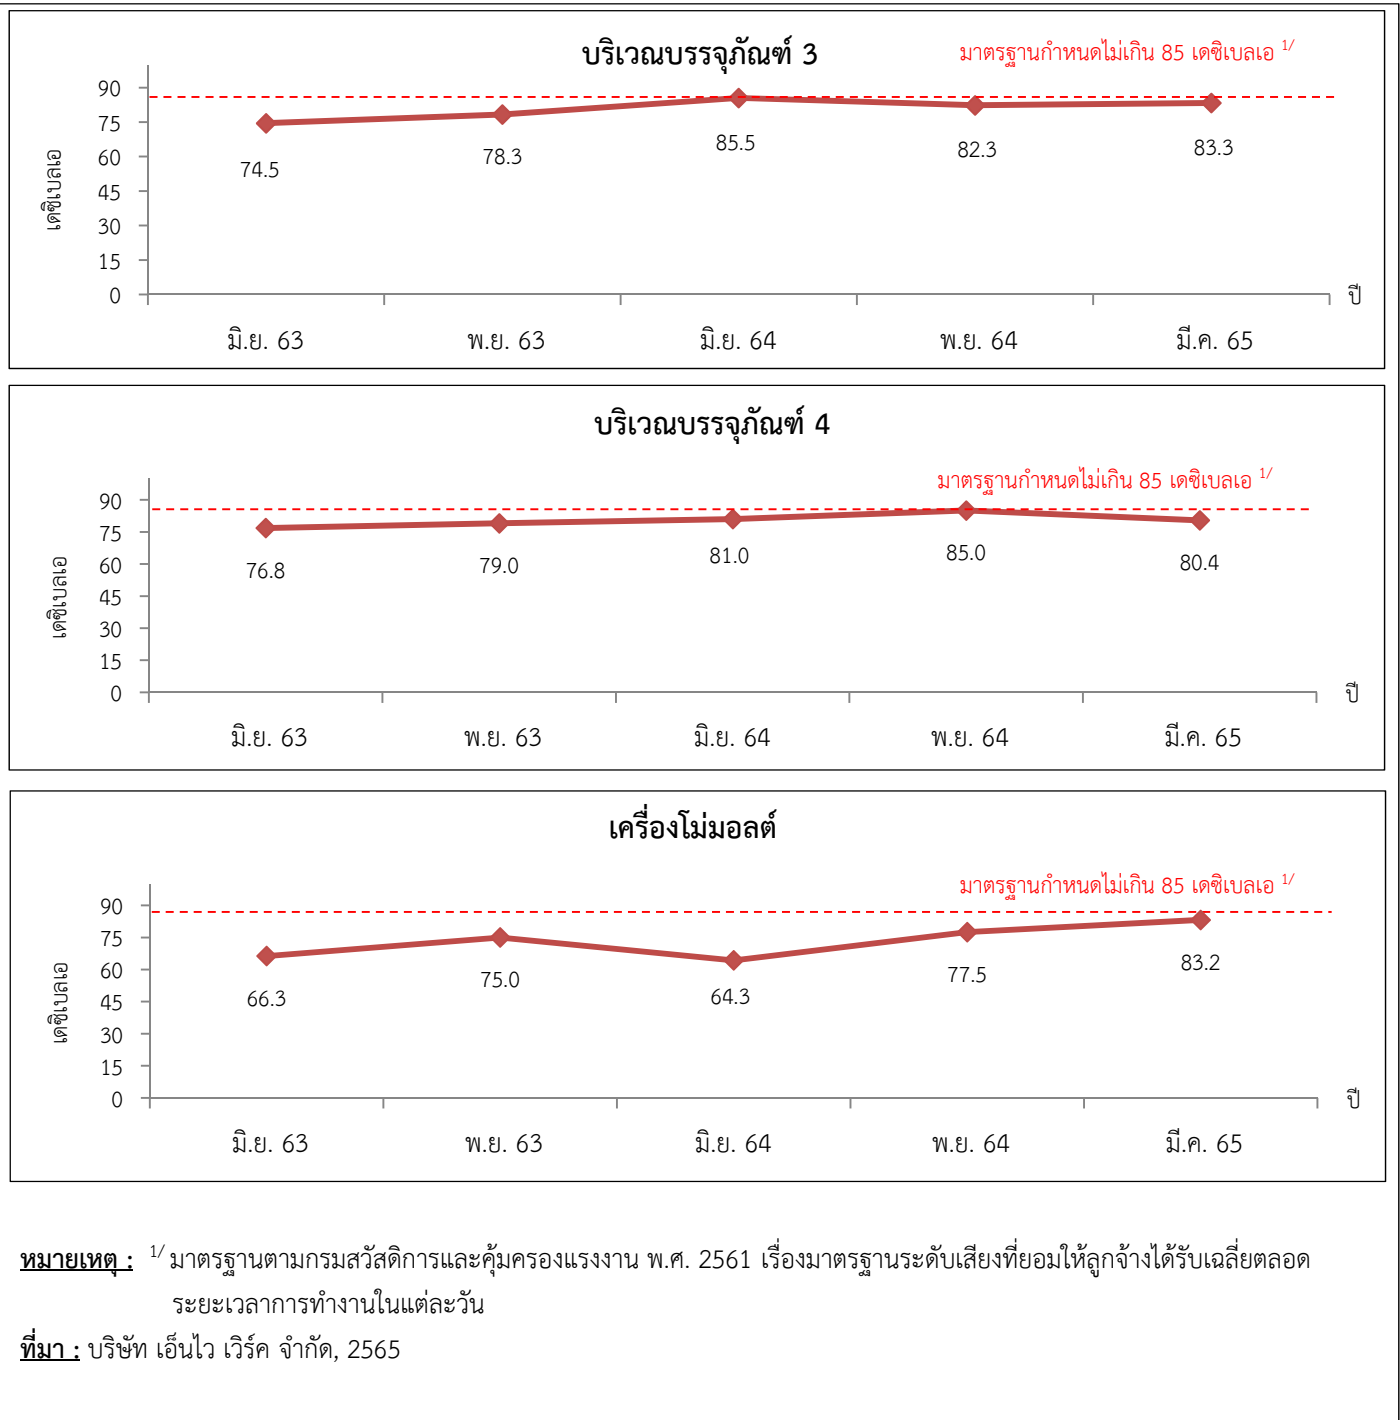 บริเวณบรรจุภัณฑ์ 3
มาตรฐานกำหนดไม่เกิน 85 เดซิเบลเอ 1/
เดซิเบลเอ
90
75
60
45
30
15
0
74.5
78.3
85.5
82.3
83.3
ปี
มิ.ย. 63
พ.ย. 63
มิ.ย. 64
พ.ย. 64
มี.ค. 65
บริเวณบรรจุภัณฑ์ 4
มาตรฐานกำหนดไม่เกิน 85 เดซิเบลเอ 1/
เดซิเบลเอ
90
75
60
45
30
15
0
76.8
79.0
81.0
85.0
80.4
ปี
มิ.ย. 63
พ.ย. 63
มิ.ย. 64
พ.ย. 64
มี.ค. 65
เครื่องโม่มอลต์
มาตรฐานกำหนดไม่เกิน 85 เดซิเบลเอ 1/
เดซิเบลเอ
90
75
60
45
30
15
0
66.3
75.0
64.3
77.5
83.2
ปี
มิ.ย. 63
พ.ย. 63
มิ.ย. 64
พ.ย. 64
มี.ค. 65
หมายเหตุ : 1/ มาตรฐานตามกรมสวัสดิการและคุ้มครองแรงงาน พ.ศ. 2561 เรื่องมาตรฐานระดับเสียงที่ยอมให้ลูกจ้างได้รับเฉลี่ยตลอด
ระยะเวลาการทำงานในแต่ละวัน
ที่มา : บริษัท เอ็นไว เวิร์ค จำกัด, 2565